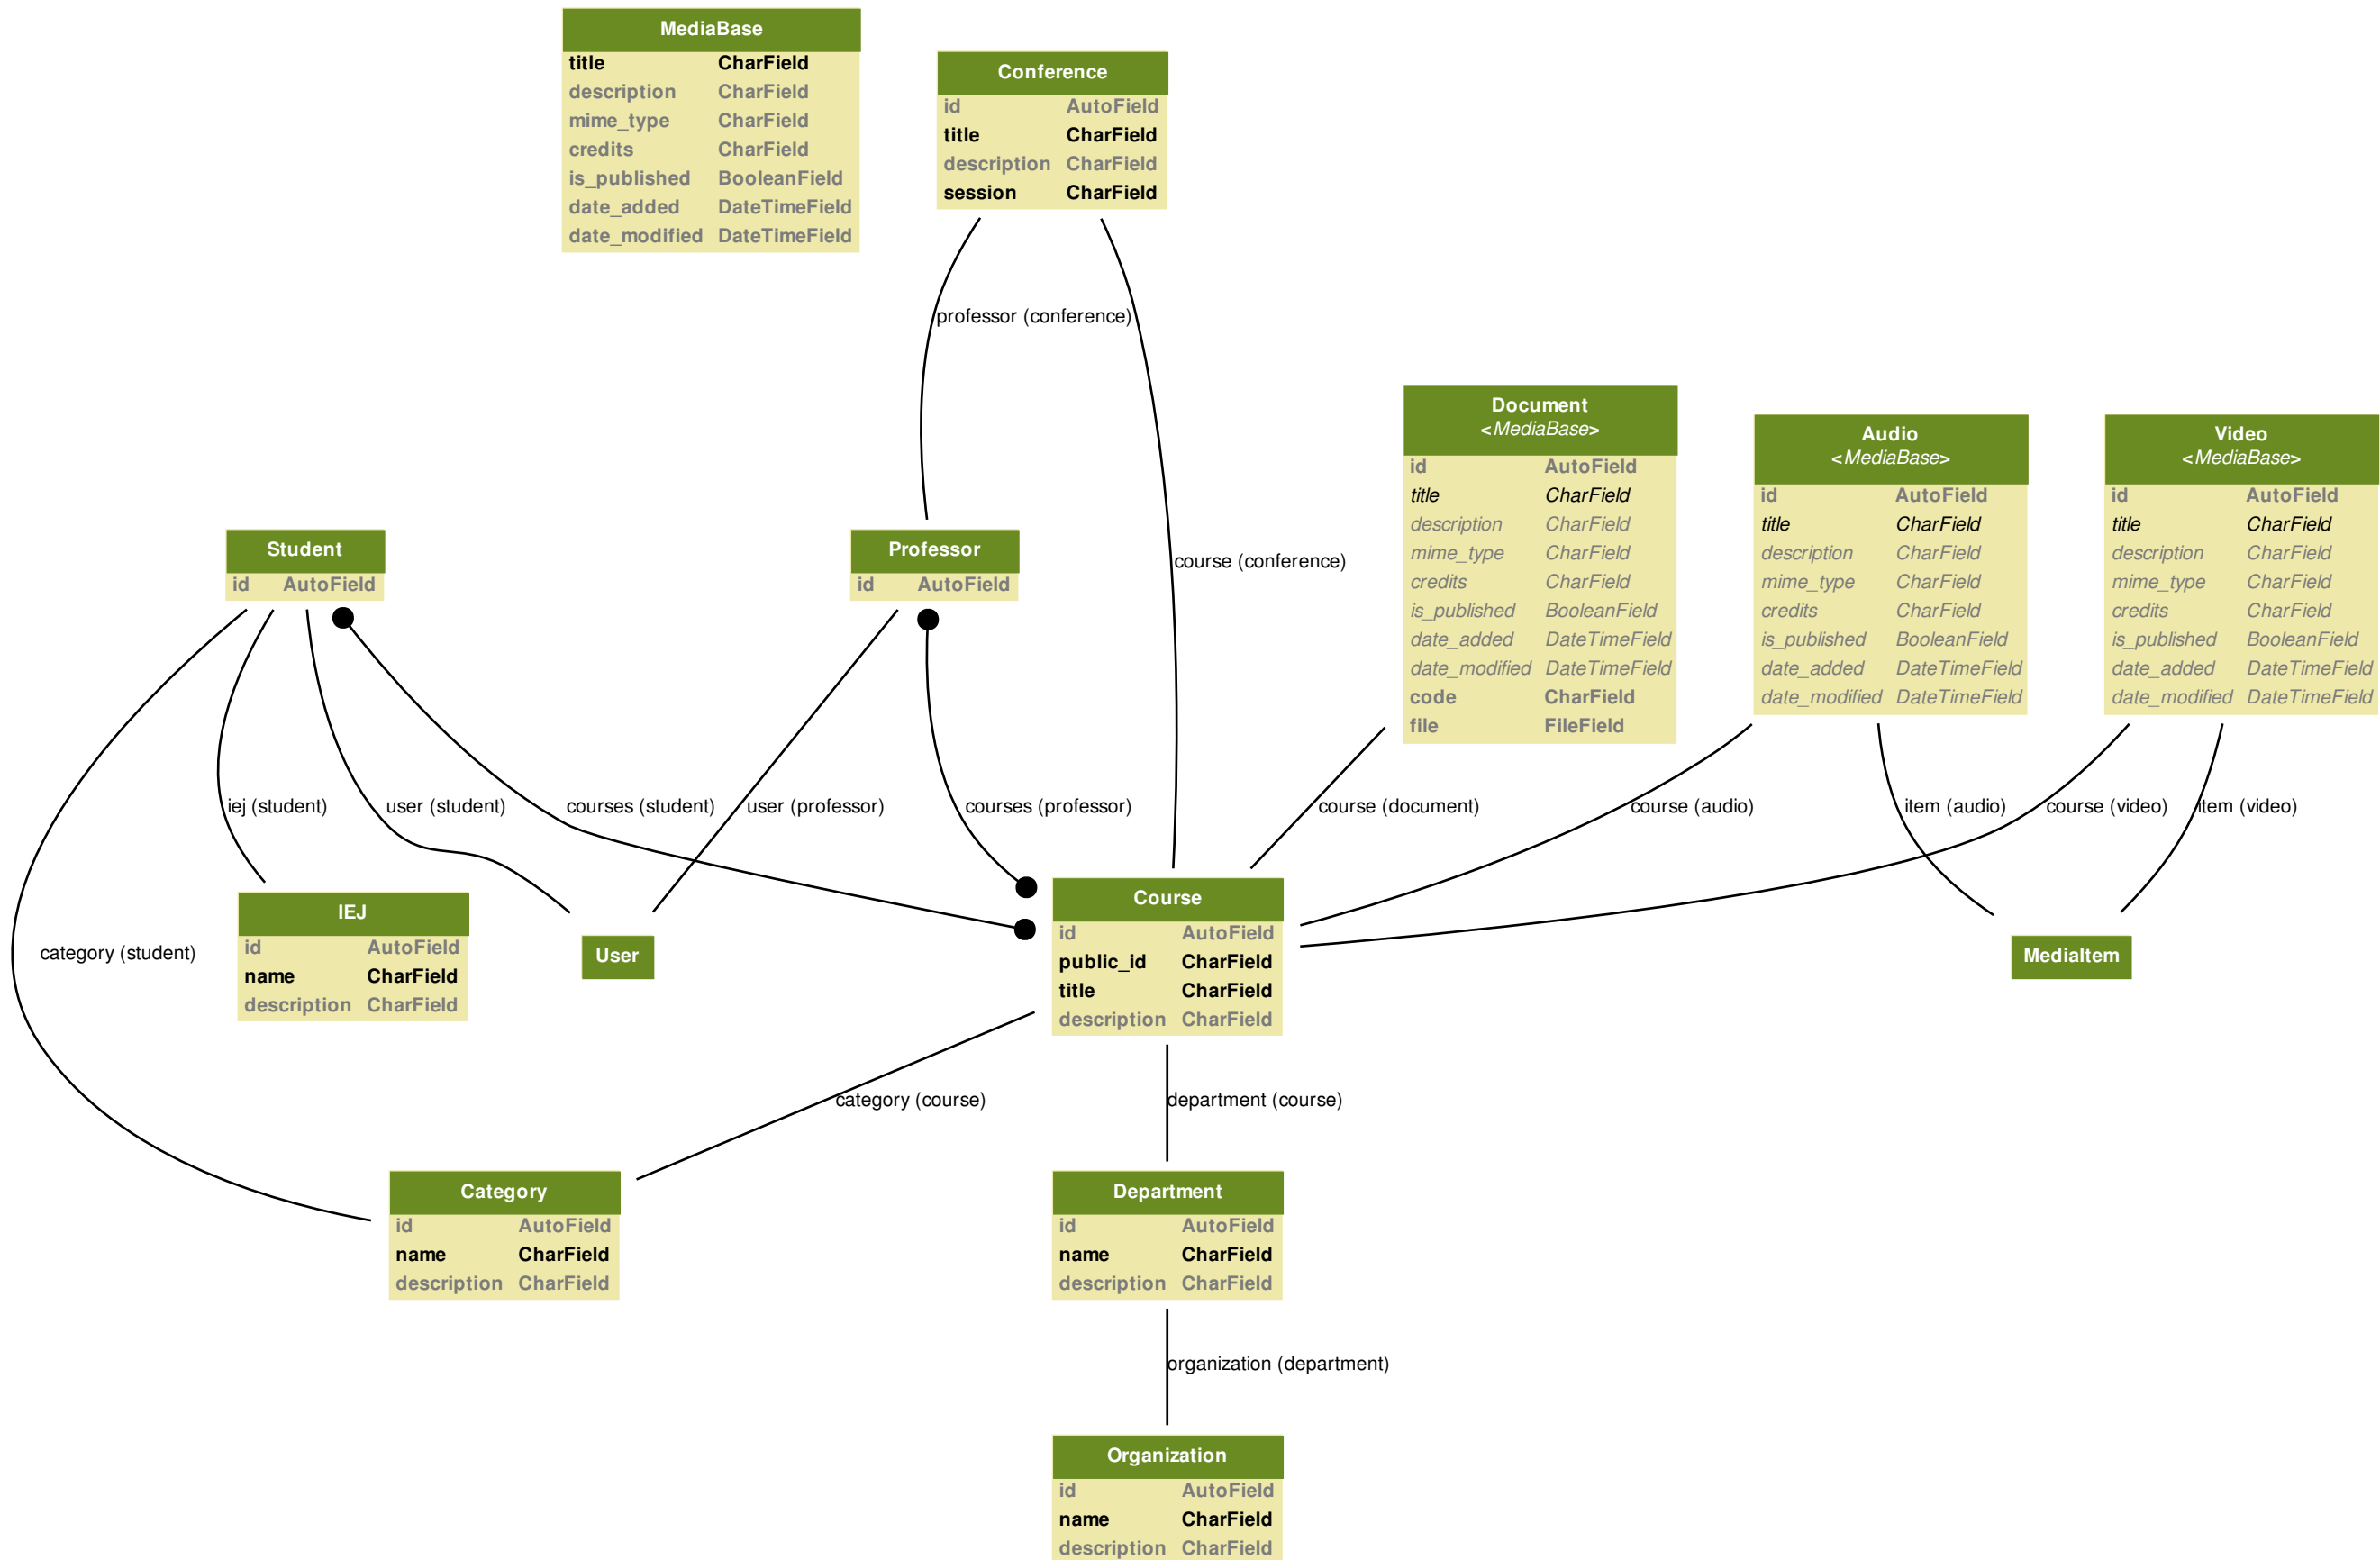 MediaBase
title CharField
description CharField
mime_type CharField
credits CharField
is_published BooleanField
date_added DateTimeField
date_modified DateTimeField
Conference
id AutoField
title CharField
description CharField
session CharField
professor (conference)
course (conference)
Document
<MediaBase>
id AutoField
title CharField
description CharField
mime_type CharField
credits CharField
is_published BooleanField
date_added DateTimeField
date_modified DateTimeField
code CharField
file FileField
Audio
<MediaBase>
id AutoField
title CharField
description CharField
mime_type CharField
credits CharField
is_published BooleanField
date_added DateTimeField
date_modified DateTimeField
Video
<MediaBase>
id AutoField
title CharField
description CharField
mime_type CharField
credits CharField
is_published BooleanField
date_added DateTimeField
date_modified DateTimeField
Student
id AutoField
Professor
id AutoField
iej (student)
user (student)
courses (student)
user (professor)
courses (professor)
course (document)
course (audio)
item (audio)
course (video)
item (video)
category (student)
IEJ
id AutoField
name CharField
description CharField
User
Course
id AutoField
public_id CharField
title CharField
description CharField
MediaItem
category (course)
department (course)
Category
id AutoField
name CharField
description CharField
Department
id AutoField
name CharField
description CharField
organization (department)
Organization
id AutoField
name CharField
description CharField